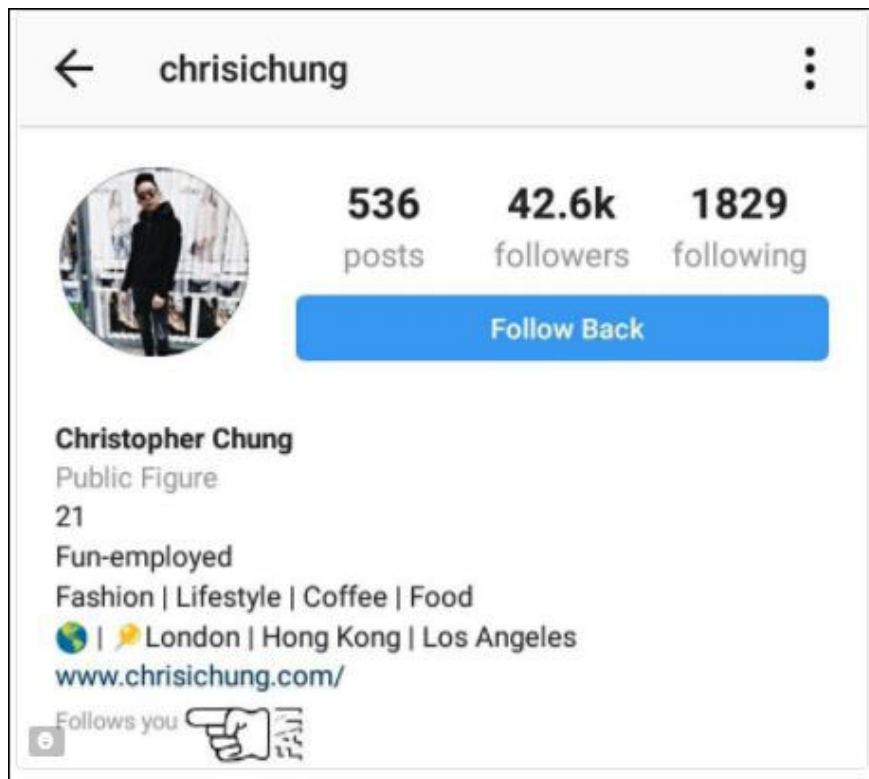 chrisichung
536 42.6k 1829
posts followers following
Follow Back
Christopher Chung
Public Figure
21
Fun-employed
Fashion | Lifestyle | Coffee | Food
🌎 | 📍London | Hong Kong | Los Angeles
www.chrisichung.com/
Follows you